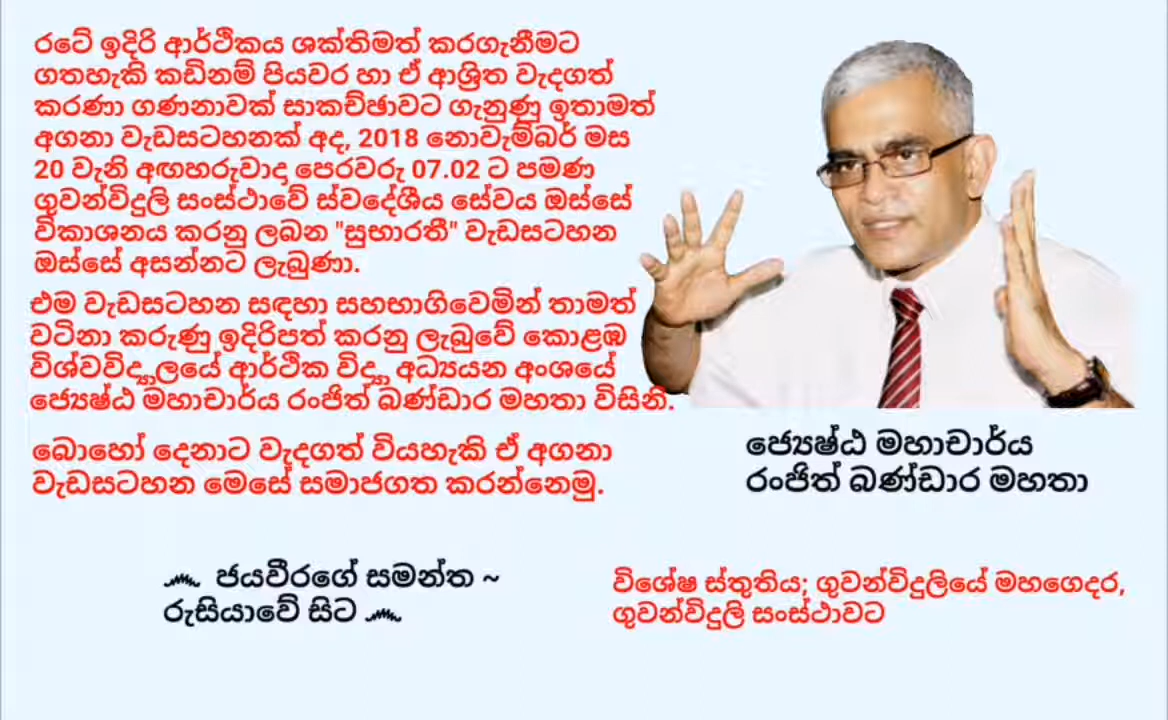 රටේ ඉදිරි ආර්ථිකය ශක්තිමත් කරගැනීමට
ගතහැකි කඩිනම් පියවර හා ඒ ආශ්‍රිත වැදගත්
කරණා ගණනාවක් සාකච්ඡාවට ගැනුණු ඉතාමත්
අගනා වැඩසටහනක් අද, 2018 නොවැම්බර් මස
20 වැනි අඟහරුවාදා පෙරවරු 07.02 ට පමණ
ගුවන්විදුලි සංස්ථාවේ ස්වදේශීය සේවය ඔස්සේ
විකාශනය කරනු ලබන "සුභාරතී" වැඩසටහන
ඔස්සේ අසන්නට ලැබුණා.
එම වැඩසටහන සඳහා සහභාගිවෙමින් තාමත්
වටිනා කරුණු ඉදිරිපත් කරනු ලැබුවේ කොළඹ
විශ්වවිද්‍යාලයේ ආර්ථික විද්‍යා අධ්‍යයන අංශයේ
ජ්‍යෙෂ්ඨ මහාචාර්ය රංජිත් බණ්ඩාර මහතා විසිනි.
බොහෝ දෙනාට වැදගත් වියහැකි ඒ අගනා
වැඩසටහන මෙසේ සමාජගත කරන්නෙමු.
ජ්‍යෙෂ්ඨ මහාචාර්ය
රංජිත් බණ්ඩාර මහතා
ජයවීරගේ සමන්ත ~
රුසියාවේ සිට
විශේෂ ස්තුතිය; ගුවන්විදුලියේ මහගෙදර,
ගුවන්විදුලි සංස්ථාවට